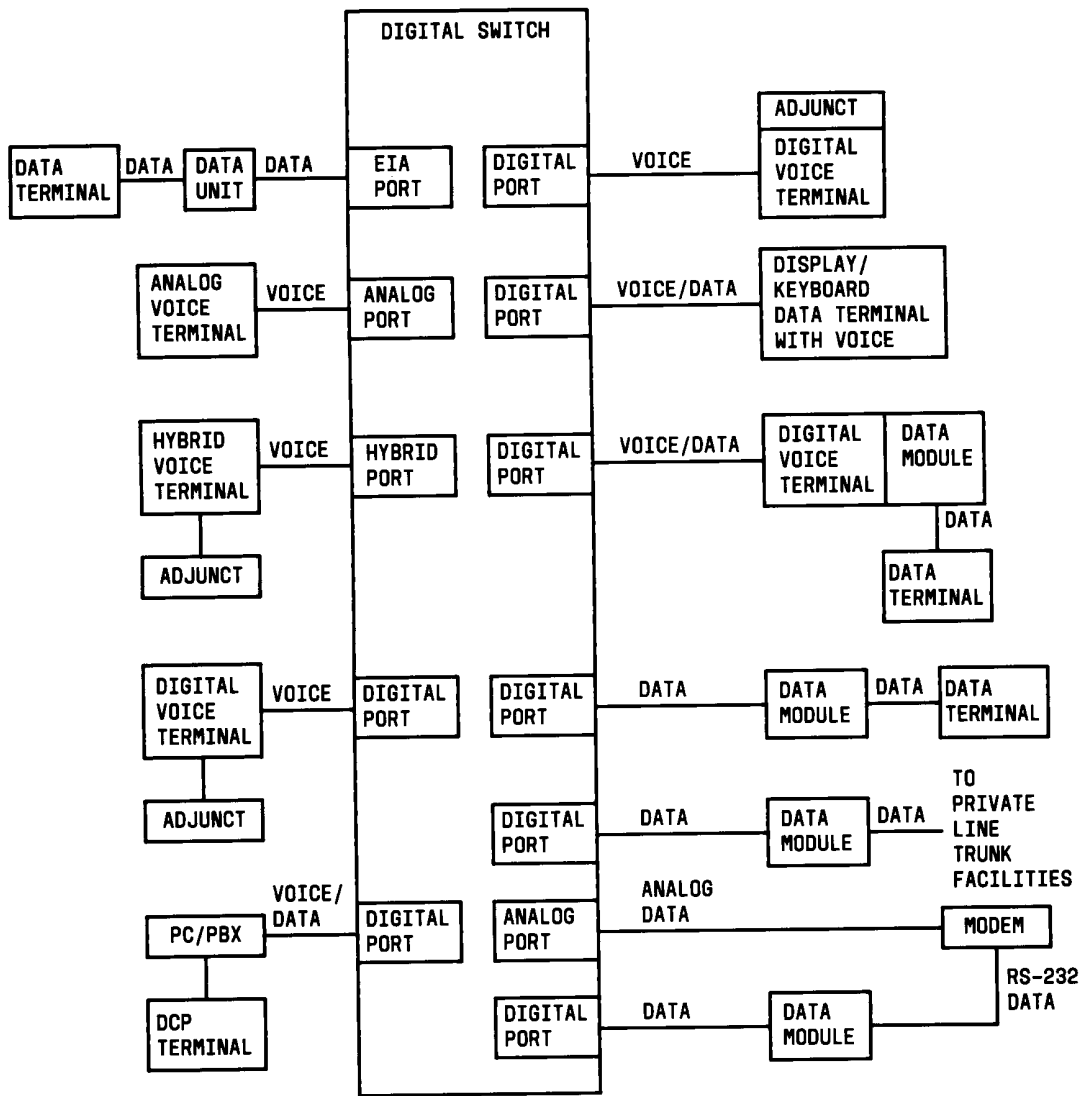 DIGITAL SWITCH
DATA
TERMINAL
DATA
DATA
UNIT
DATA
EIA
PORT
DIGITAL
PORT
VOICE
ADJUNCT
DIGITAL
VOICE
TERMINAL
ANALOG
VOICE
TERMINAL
VOICE
ANALOG
PORT
DIGITAL
PORT
VOICE/DATA
DISPLAY/
KEYBOARD
DATA TERMINAL
WITH VOICE
HYBRID
VOICE
TERMINAL
VOICE
HYBRID
PORT
ADJUNCT
DIGITAL
PORT
VOICE/DATA
DIGITAL
VOICE
TERMINAL
DATA
MODULE
DATA
DATA
TERMINAL
DIGITAL
VOICE
TERMINAL
VOICE
DIGITAL
PORT
ADJUNCT
DIGITAL
PORT
DATA
DATA
MODULE
DATA
DATA
TERMINAL
DIGITAL
PORT
DATA
DATA
MODULE
DATA
TO
PRIVATE
LINE
TRUNK
FACILITIES
PC/PBX
VOICE/
DATA
DIGITAL
PORT
DCP
TERMINAL
ANALOG
PORT
ANALOG
DATA
MODEM
RS-232
DATA
DIGITAL
PORT
DATA
DATA
MODULE